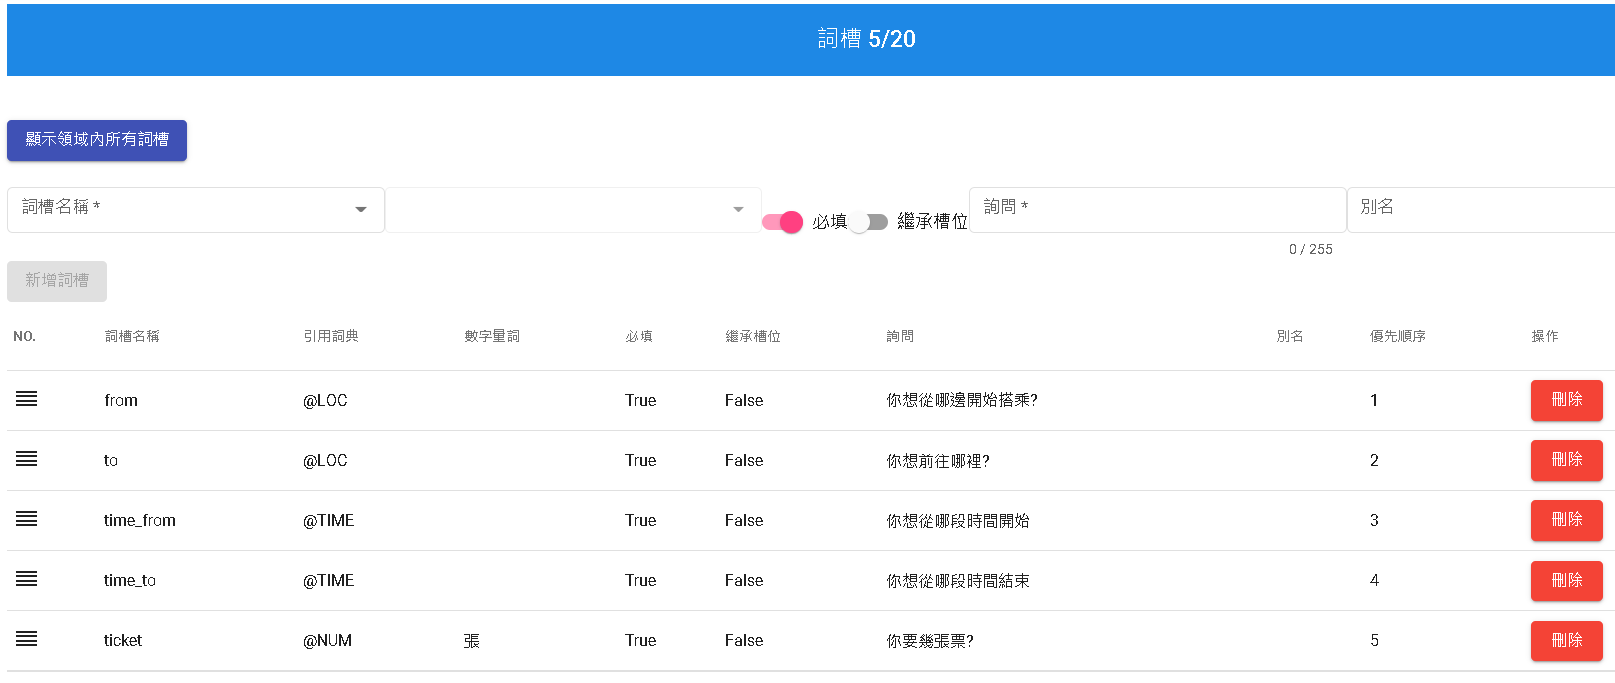 詞槽 5/20
顯示領域內所有詞槽
詞槽名稱 * 必填 繼承槽位 詢問 * 別名
0 / 255
新增詞槽
NO. 詞槽名稱 引用詞典 數字量詞 必填 繼承槽位 詢問 別名 優先順序 操作
from @LOC True False 你想從哪邊開始搭乘? 1 刪除
to @LOC True False 你想前往哪裡? 2 刪除
time_from @TIME True False 你想從哪段時間開始 3 刪除
time_to @TIME True False 你想從哪段時間結束 4 刪除
ticket @NUM 張 True False 你要幾張票? 5 刪除